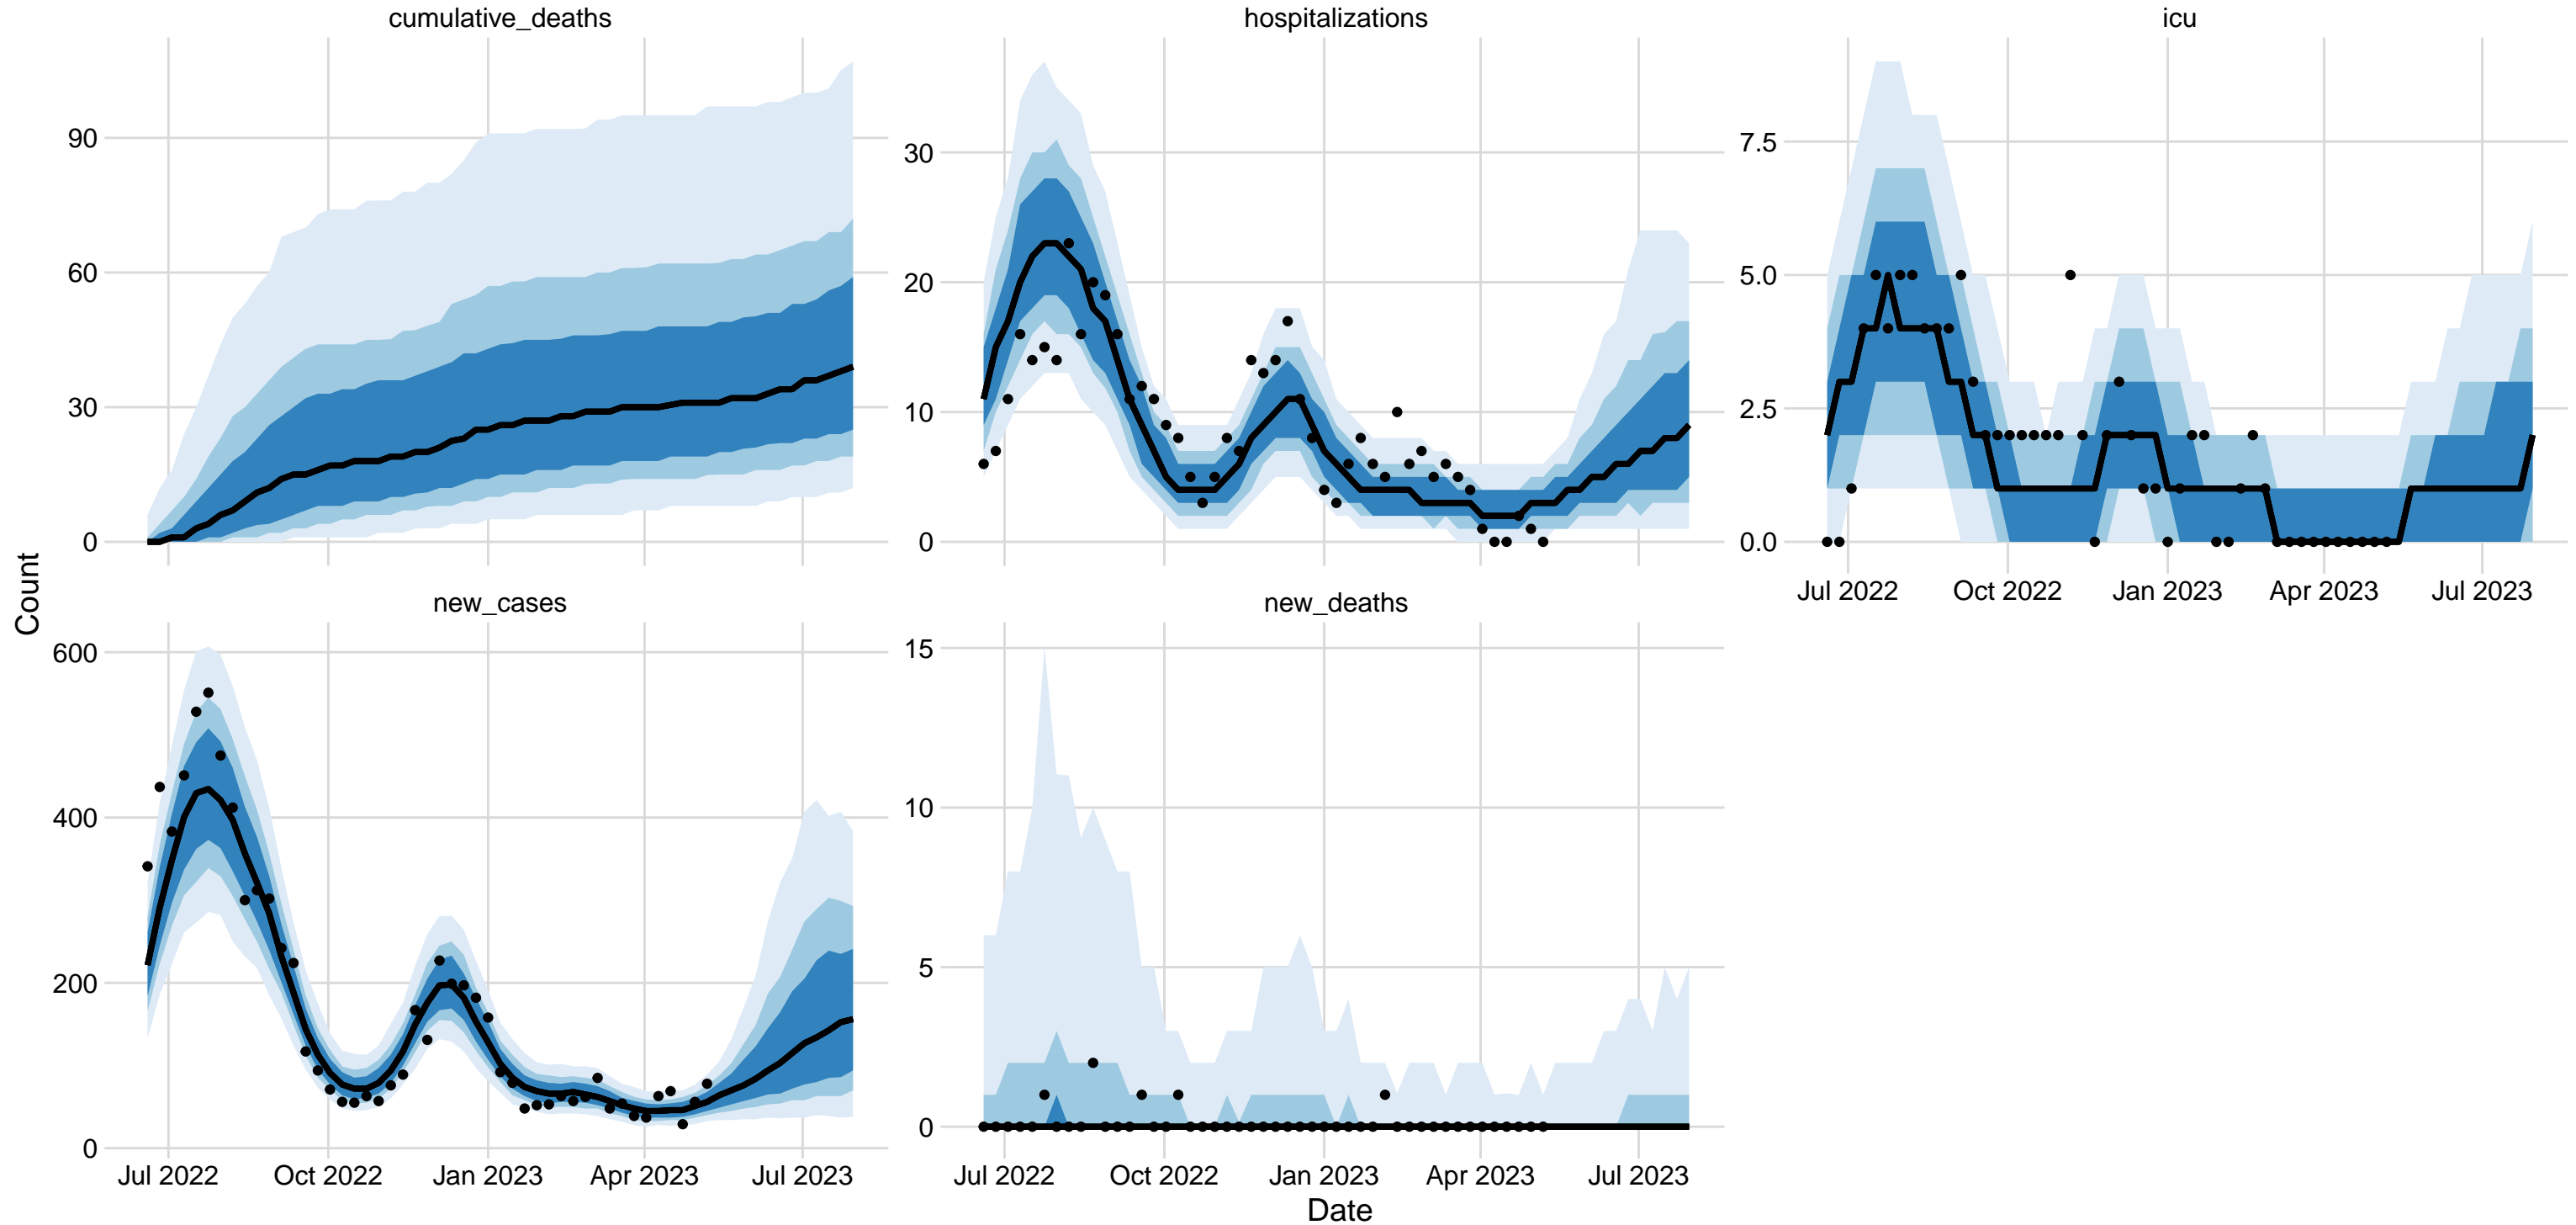 cumulative_deaths
90
60
30
0
hospitalizations
30
20
10
0
icu
7.5
5.0
2.5
0.0
Jul 2022 Oct 2022 Jan 2023 Apr 2023 Jul 2023
Count
new_cases
600
400
200
0
Jul 2022 Oct 2022 Jan 2023 Apr 2023 Jul 2023
new_deaths
15
10
5
0
Jul 2022 Oct 2022 Jan 2023 Apr 2023 Jul 2023
Date